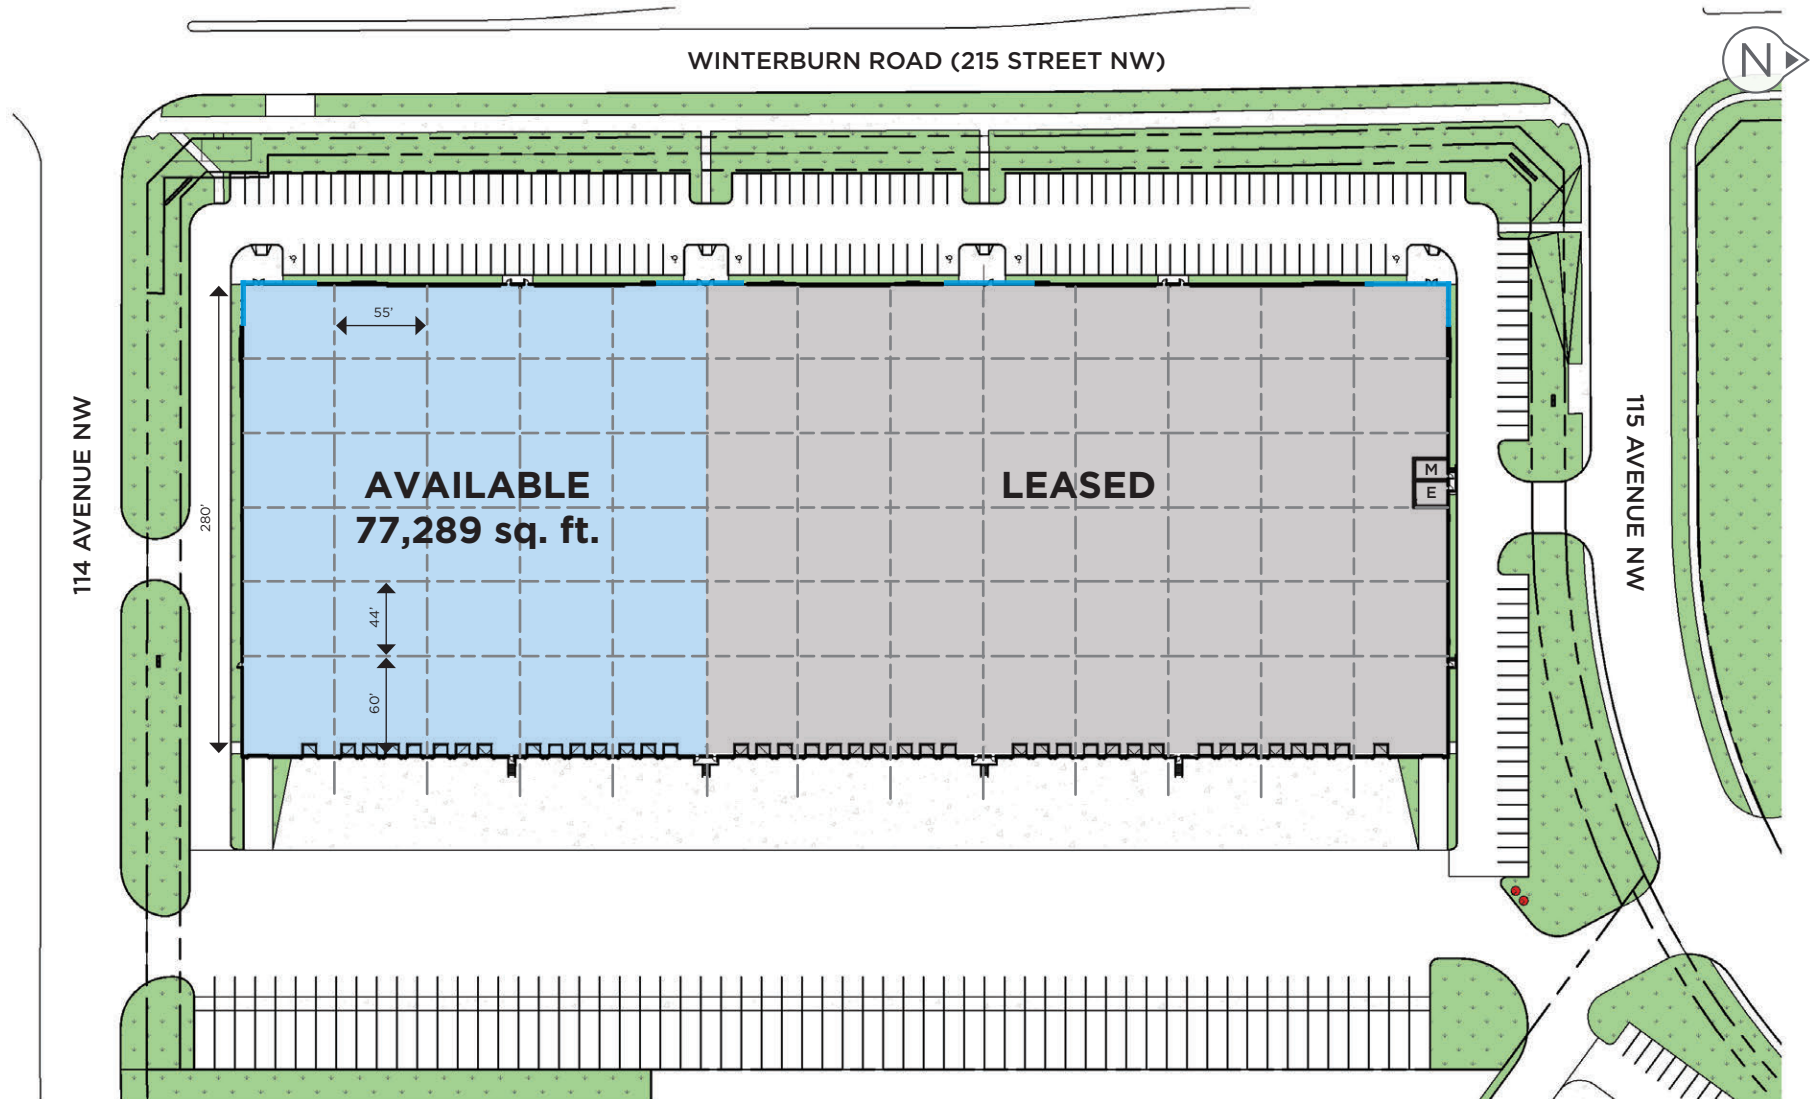 WINTERBURN ROAD (215 STREET NW)
N
114 AVENUE NW
115 AVENUE NW
55'
280'
AVAILABLE
77,289 sq. ft.
LEASED
M
E
44'
60'